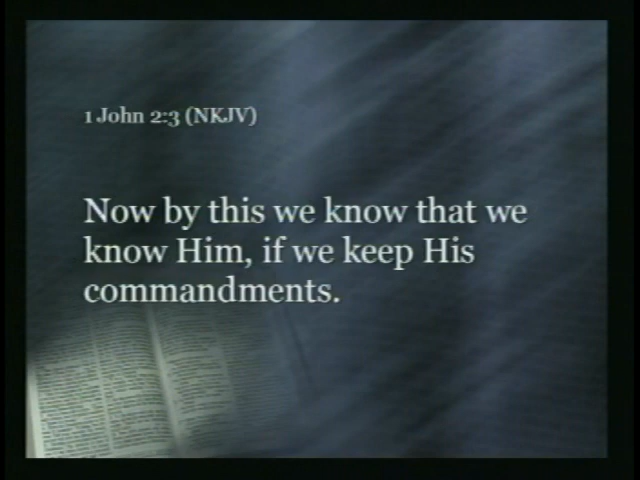 1 John 2:3 (NKJV)
Now by this we know that we
know Him, if we keep His
commandments.